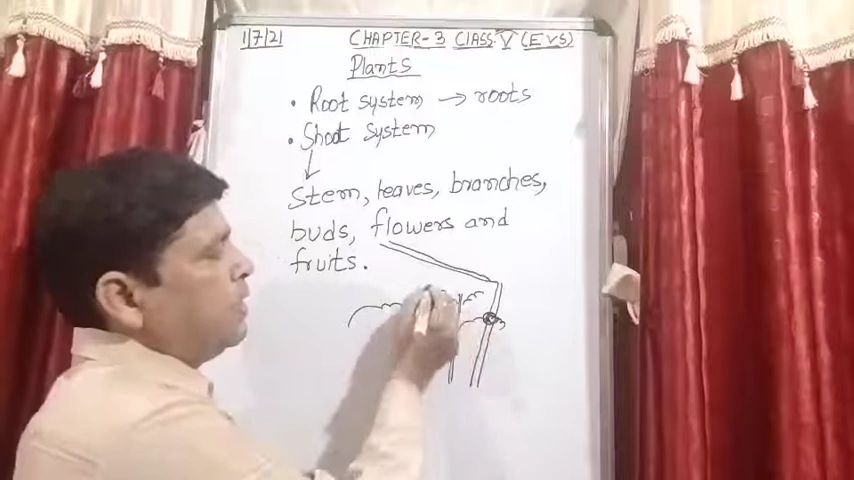 1/7/21
CHAPTER-3 CLASS-V (EVS)
Plants
• Root system → roots
• Shoot system
Stem, leaves, branches,
buds, flowers and
fruits.